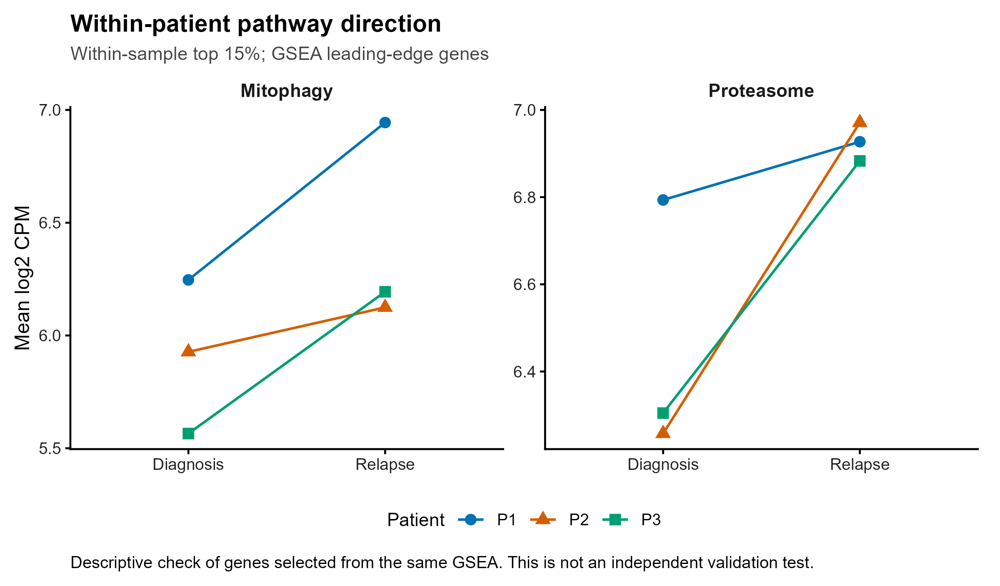 Within-patient pathway direction
Within-sample top 15%; GSEA leading-edge genes
Mitophagy
Proteasome
Mean log2 CPM
7.0
6.5
6.0
5.5
7.0
6.8
6.6
6.4
Diagnosis
Relapse
Diagnosis
Relapse
Patient P1 P2 P3
Descriptive check of genes selected from the same GSEA. This is not an independent validation test.